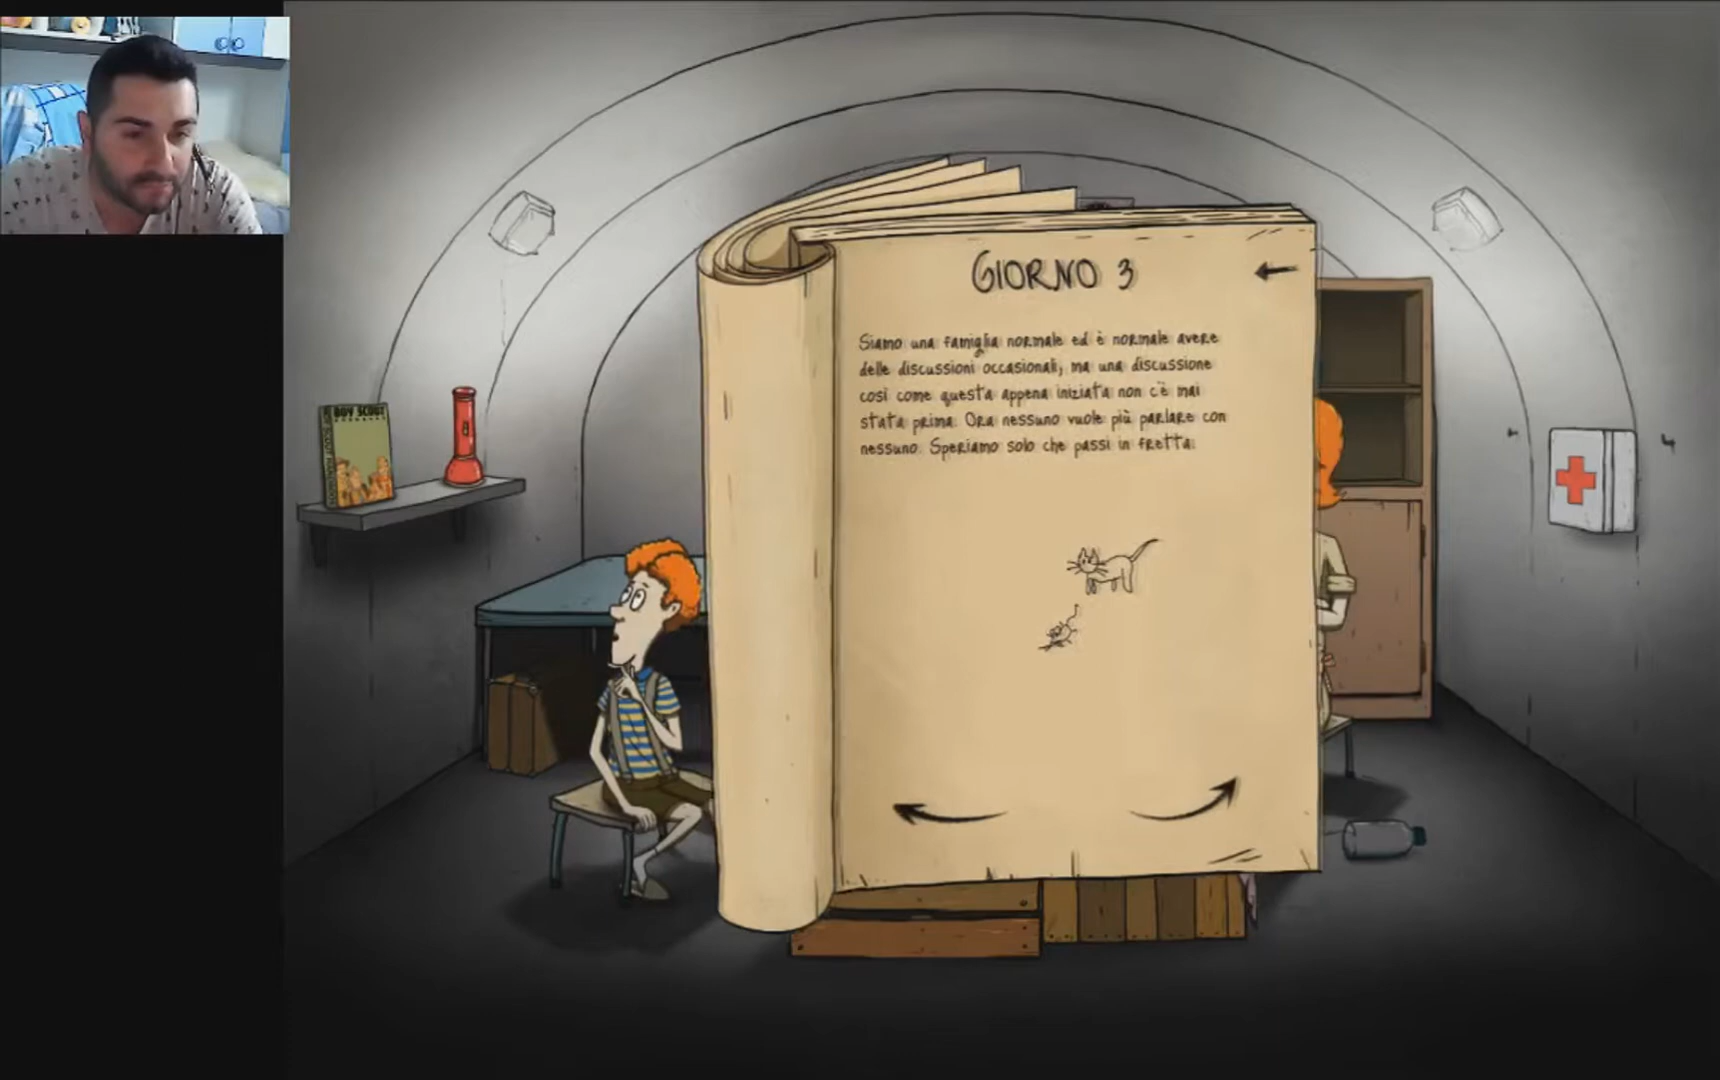 BOY SCOUT
GIORNO 3
Siamo una famiglia normale ed è normale avere
delle discussioni occasionali, ma una discussione
così come questa appena iniziata non c'è mai
stata prima. Ora nessuno vuole più parlare con
nessuno. Speriamo solo che passi in fretta.